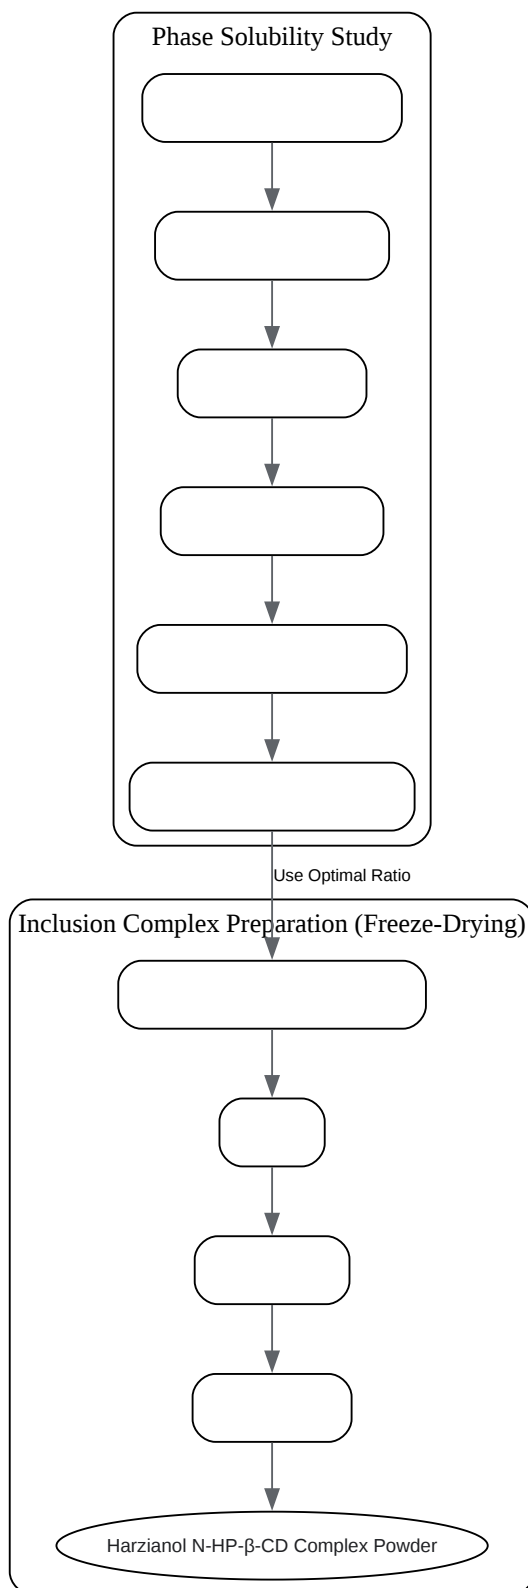 Phase Solubility Study
Use Optimal Ratio
Inclusion Complex Preparation (Freeze-Drying)
Harzianol N-HP-β-CD Complex Powder